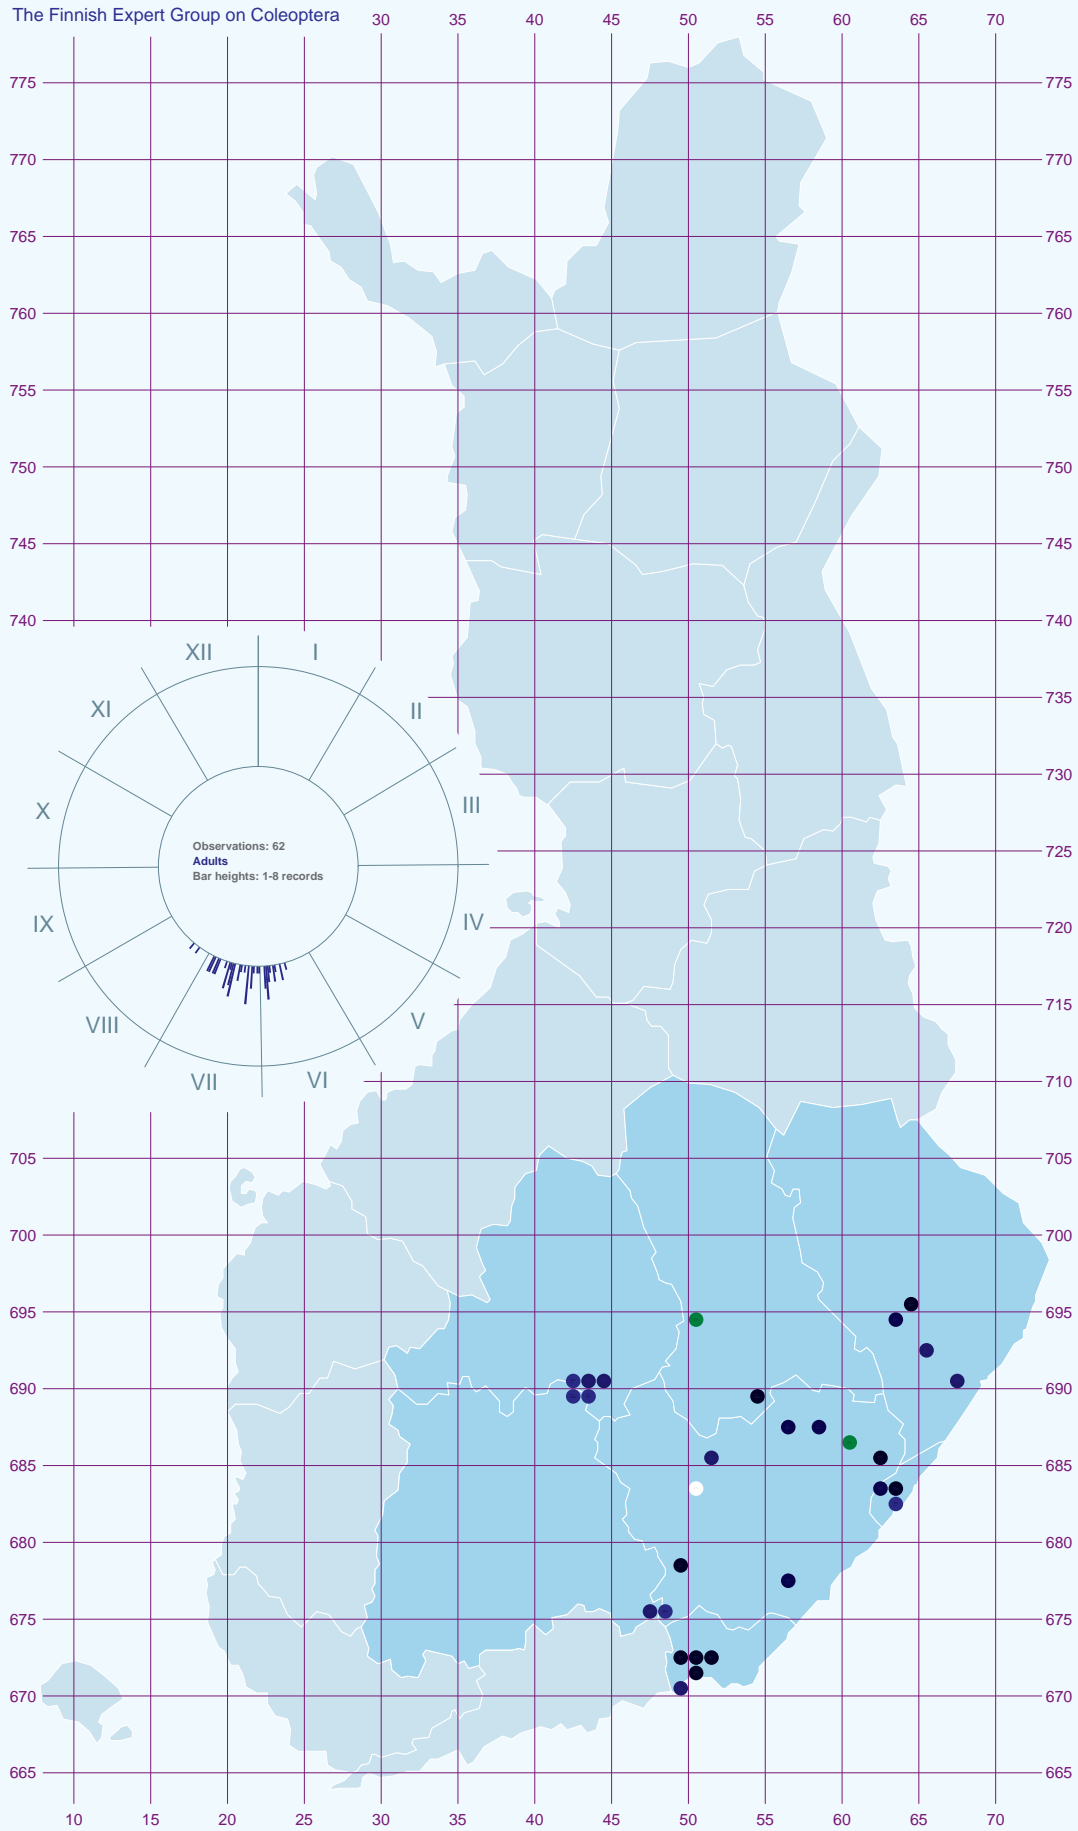 The Finnish Expert Group on Coleoptera
30 35 40 45 50 55 60 65 70
775 775
770 770
765 765
760 760
755 755
750 750
745 745
740 740
XII I
XI II
735
730
X III
Observations: 62
Adults
Bar heights: 1-8 records
725
IX IV
720
715
VIII V
VII VI
710
705 705
700 700
695 695
690 690
685 685
680 680
675 675
670 670
665 665
10 15 20 25 30 35 40 45 50 55 60 65 70